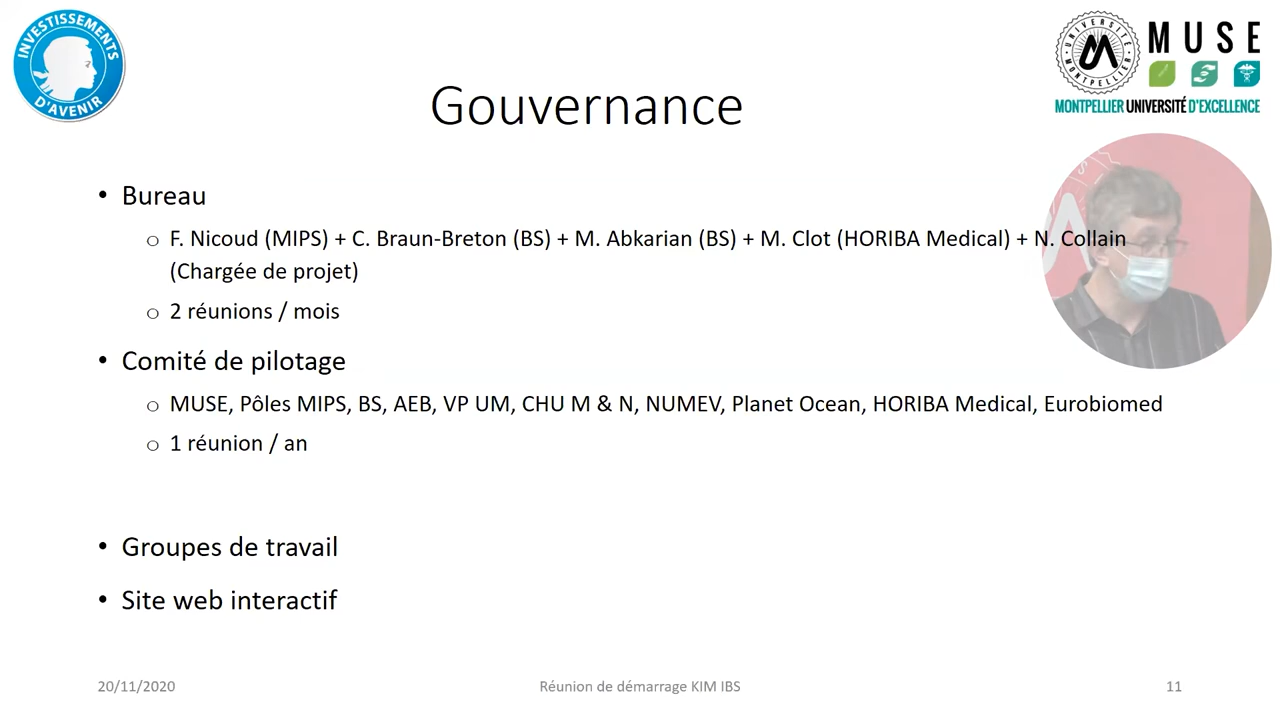 INVESTISSEMENTS
D'AVENIR
UNIVERSITÉ
MONTPELLIER
MUSE
MONTPELLIER UNIVERSITÉ D'EXCELLENCE
Gouvernance
• Bureau
○ F. Nicoud (MIPS) + C. Braun-Breton (BS) + M. Abkarian (BS) + M. Clot (HORIBA Medical) + N. Collain
(Chargée de projet)
○ 2 réunions / mois
• Comité de pilotage
○ MUSE, Pôles MIPS, BS, AEB, VP UM, CHU M & N, NUMEV, Planet Ocean, HORIBA Medical, Eurobiomed
○ 1 réunion / an
• Groupes de travail
• Site web interactif
20/11/2020
Réunion de démarrage KIM IBS
11